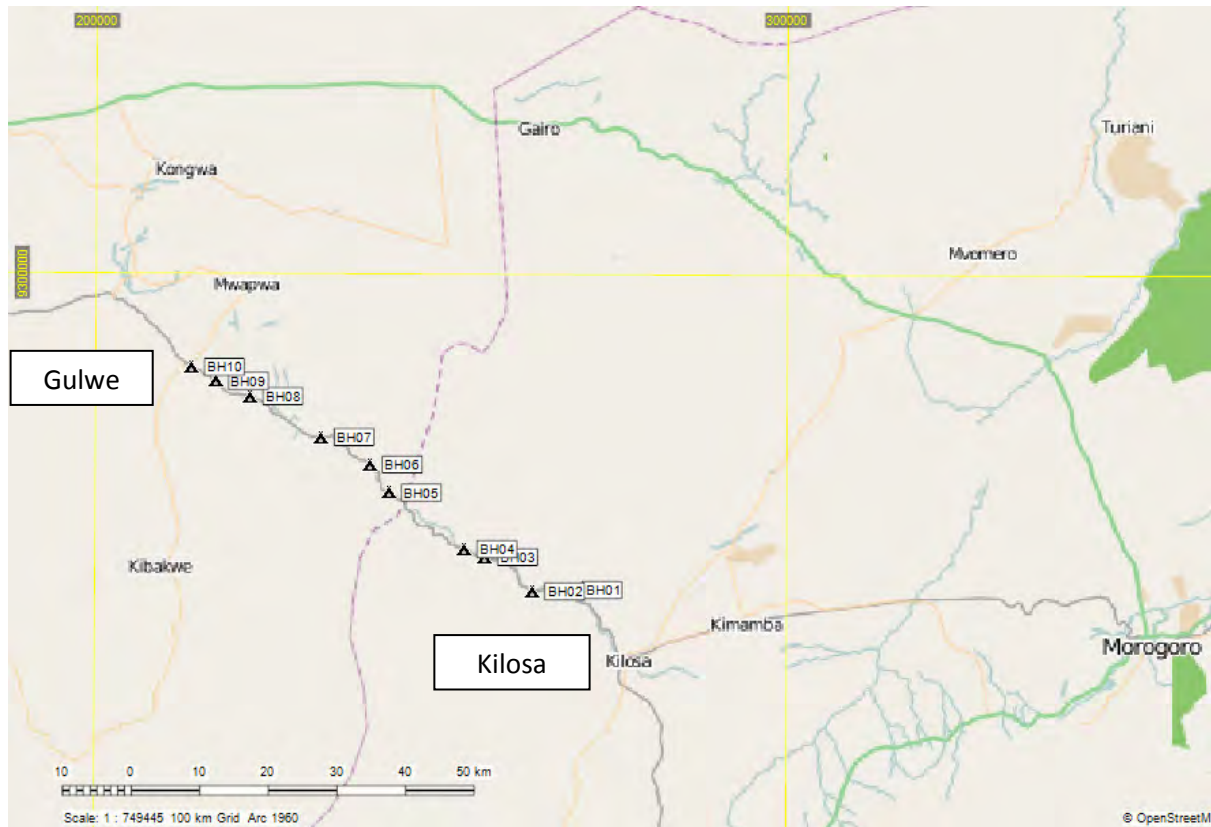 200000
300000
Gairo
Turiani
Kongwa
Mvomero
9300000
Mwapwa
Gulwe
BH10
BH09
BH08
BH07
BH06
BH05
BH04
BH03
Kibakwe
BH02
BH01
Kimamba
Kilosa
Kilosa
Morogoro
10 0 10 20 30 40 50 km
Scale: 1 : 749445 100 km Grid Arc 1960
© OpenStreetM